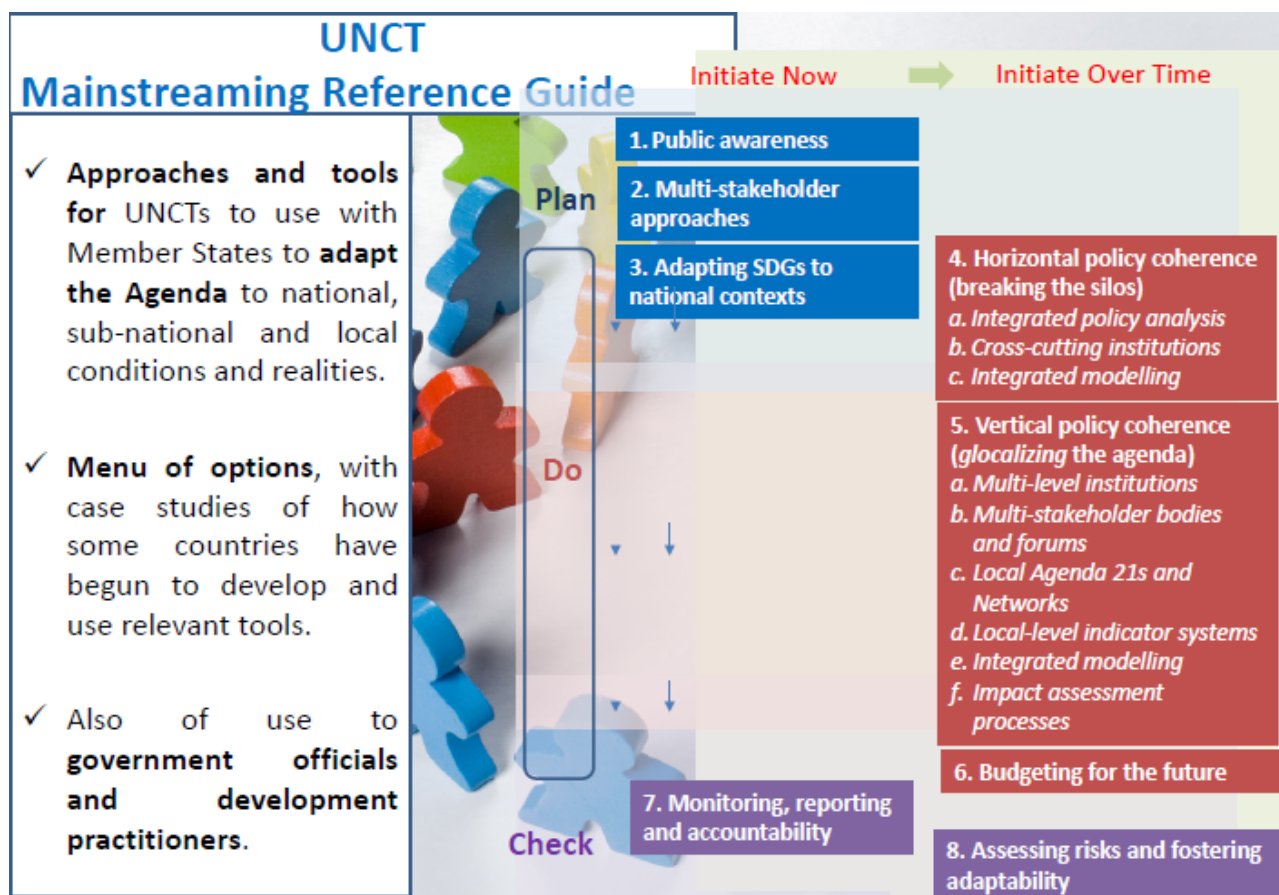 UNCT
Mainstreaming Reference Guide
✓ Approaches and tools
for UNCTs to use with
Member States to adapt
the Agenda to national,
sub-national and local
conditions and realities.
✓ Menu of options, with
case studies of how
some countries have
begun to develop and
use relevant tools.
✓ Also of use to
government officials
and development
practitioners.
Initiate Now
Initiate Over Time
Plan
1. Public awareness
2. Multi-stakeholder
approaches
3. Adapting SDGs to
national contexts
Do
4. Horizontal policy coherence
(breaking the silos)
a. Integrated policy analysis
b. Cross-cutting institutions
c. Integrated modelling
5. Vertical policy coherence
(glocalizing the agenda)
a. Multi-level institutions
b. Multi-stakeholder bodies
and forums
c. Local Agenda 21s and
Networks
d. Local-level indicator systems
e. Integrated modelling
f. Impact assessment
processes
6. Budgeting for the future
Check
7. Monitoring, reporting
and accountability
8. Assessing risks and fostering
adaptability